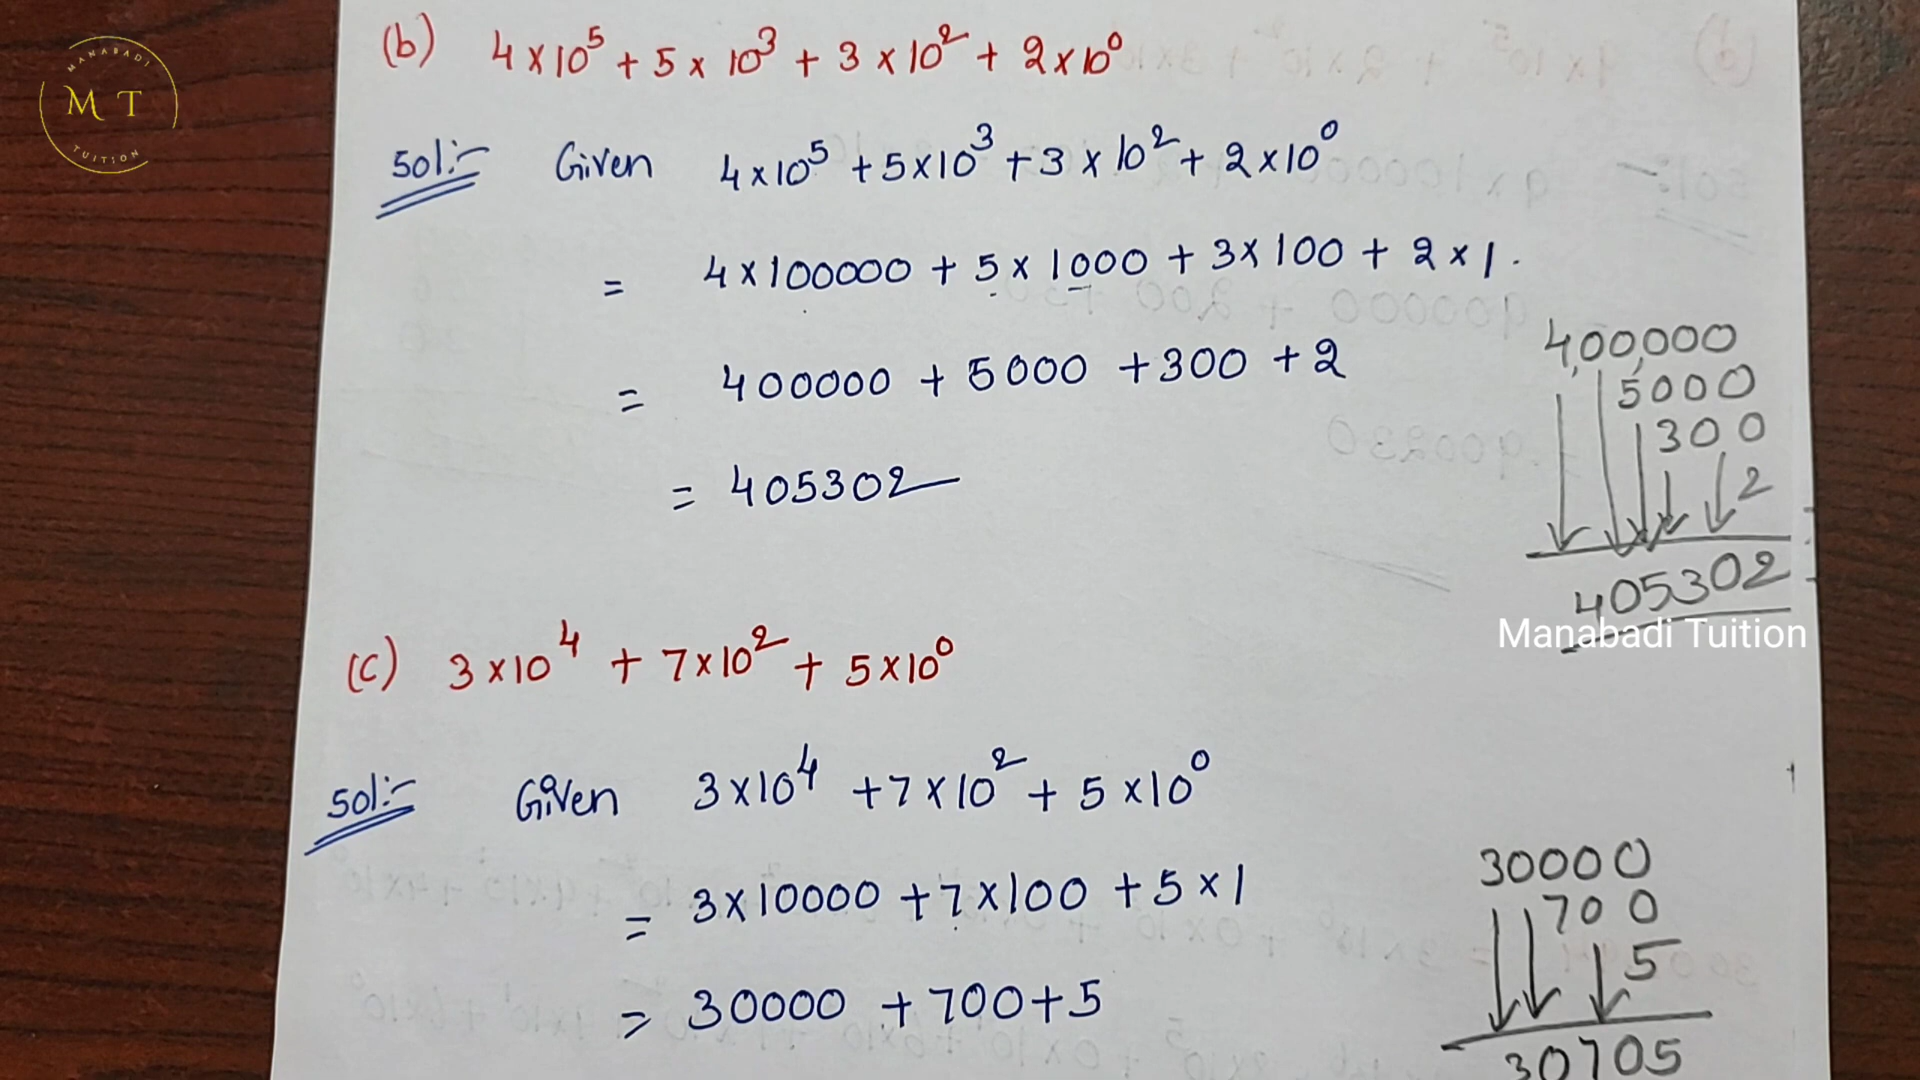 MANABADI
M T
TUITION
(b) 4×10⁵ + 5×10³ + 3×10² + 2×10⁰
Sol:- Given 4×10⁵ + 5×10³ + 3×10² + 2×10⁰
= 4×100000 + 5×1000 + 3×100 + 2×1.
= 400000 + 5000 + 300 + 2
= 405302
4,00,000
5000
300
2
405302
Manabadi Tuition
(c) 3×10⁴ + 7×10² + 5×10⁰
Sol:- Given 3×10⁴ + 7×10² + 5×10⁰
= 3×10000 + 7×100 + 5×1
= 30000 + 700 + 5
30000
700
5
30705